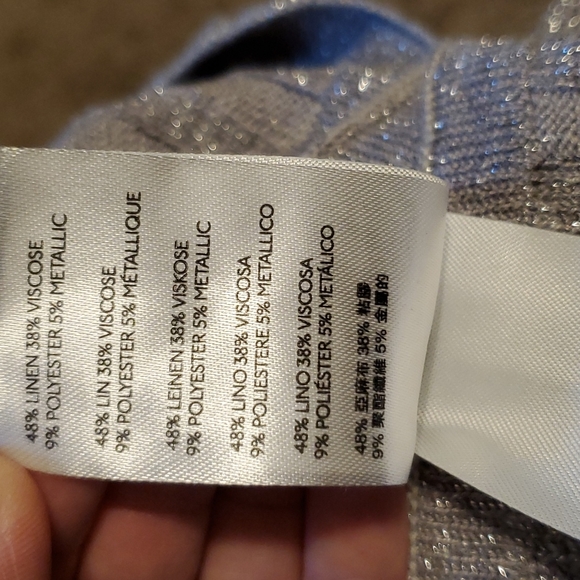 48% LINEN 38% VISCOSE
9% POLYESTER 5% METALLIC
48% LIN 38% VISCOSE
9% POLYESTER 5% MÉTALLIQUE
48% LEINEN 38% VISKOSE
9% POLYESTER 5% METALLIC
48% LINO 38% VISCOSA
9% POLIESTERE 5% METALLICO
48% LINO 38% VISCOSA
9% POLIÉSTER 5% METÁLICO
48% 亞麻布 38% 粘膠
9% 聚酯纖維 5% 金屬的